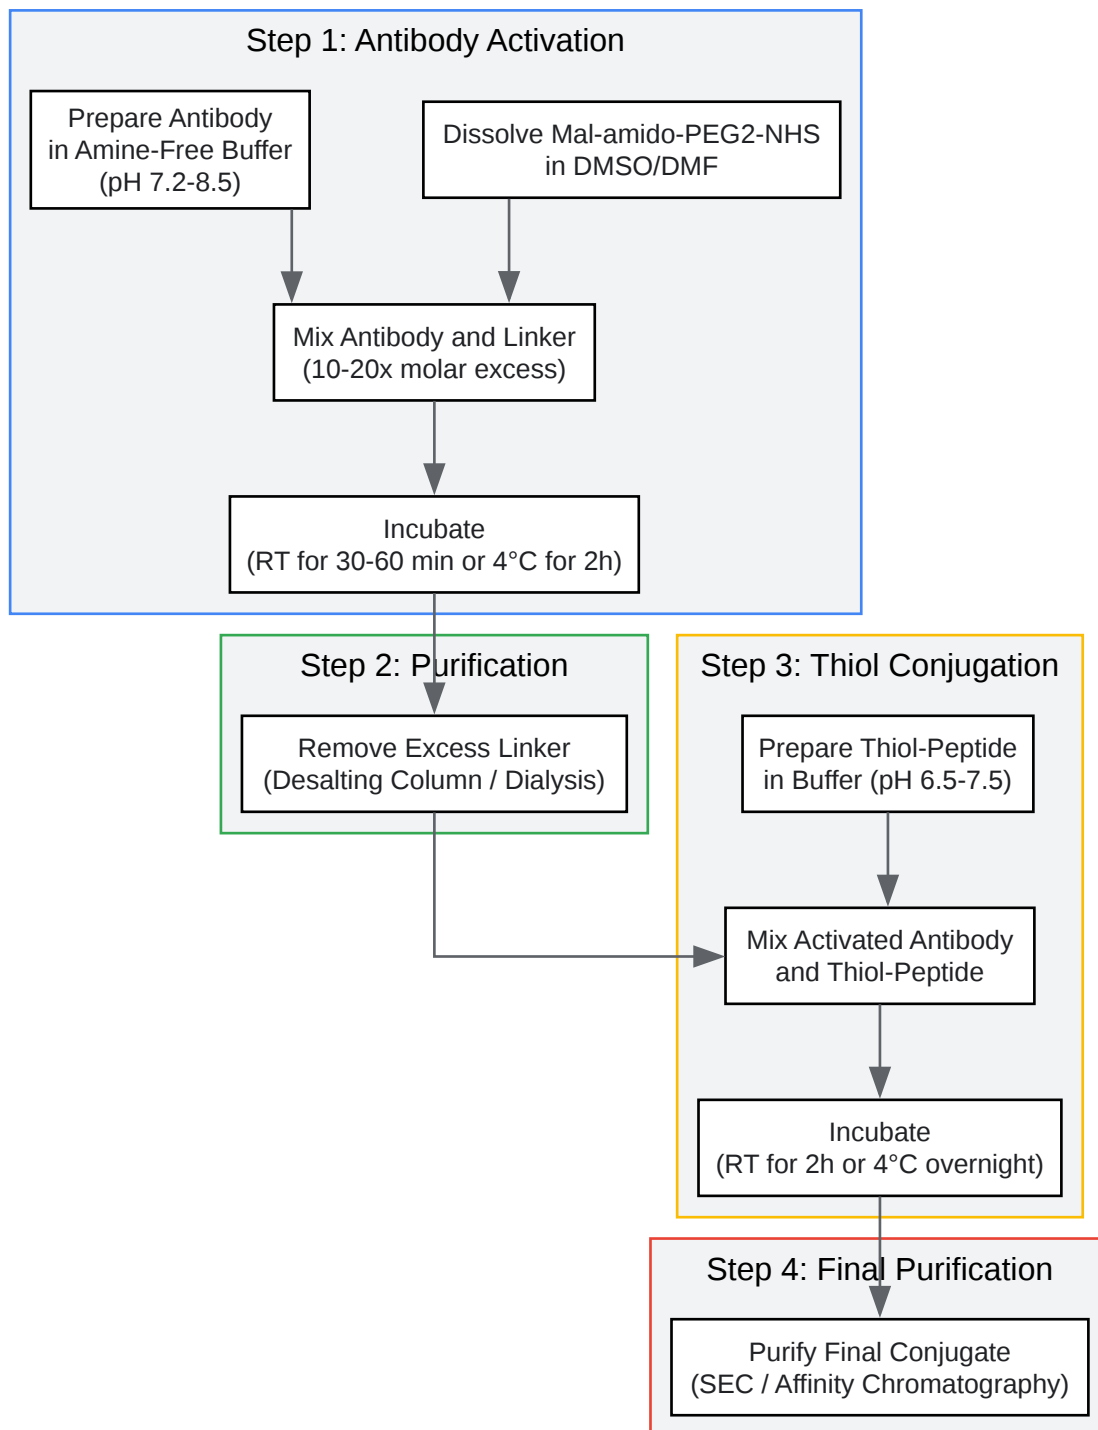 Step 1: Antibody Activation
Prepare Antibody
in Amine-Free Buffer
(pH 7.2-8.5)
Dissolve Mal-amido-PEG2-NHS
in DMSO/DMF
Mix Antibody and Linker
(10-20x molar excess)
Incubate
(RT for 30-60 min or 4°C for 2h)
Step 2: Purification
Remove Excess Linker
(Desalting Column / Dialysis)
Step 3: Thiol Conjugation
Prepare Thiol-Peptide
in Buffer (pH 6.5-7.5)
Mix Activated Antibody
and Thiol-Peptide
Incubate
(RT for 2h or 4°C overnight)
Step 4: Final Purification
Purify Final Conjugate
(SEC / Affinity Chromatography)